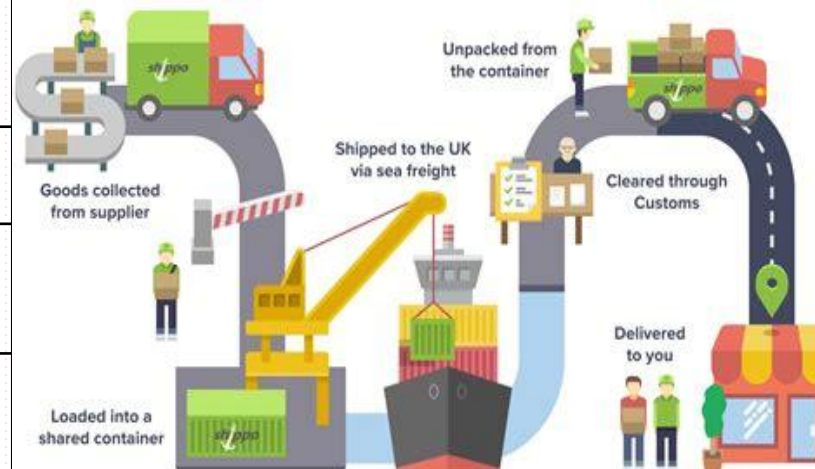 shippo
Goods collected
from supplier
Loaded into a
shared container
shippo
Shipped to the UK
via sea freight
Cleared through
Customs
Unpacked from
the container
shippo
Delivered
to you